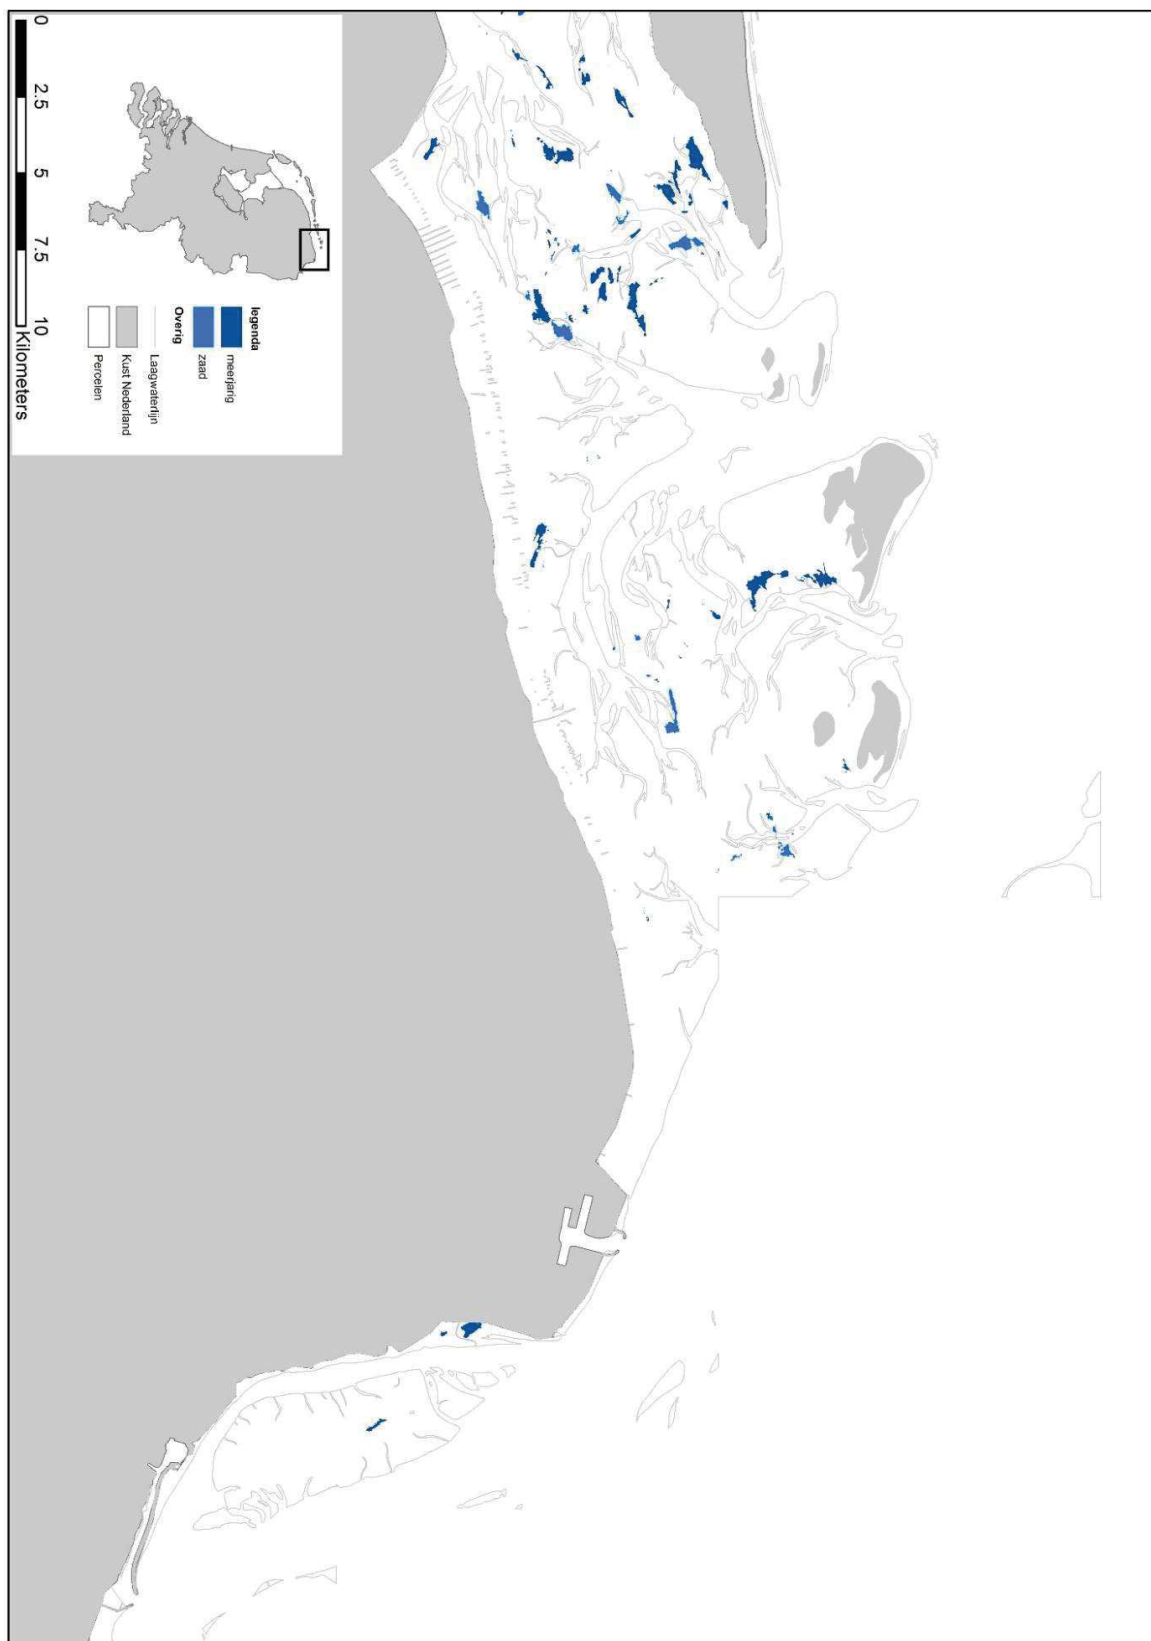 0 2.5 5 7.5 10
Kilometers
legenda
meerjarig
zaad
Overig
Laagwaterlijn
Kust Nederland
Percelen